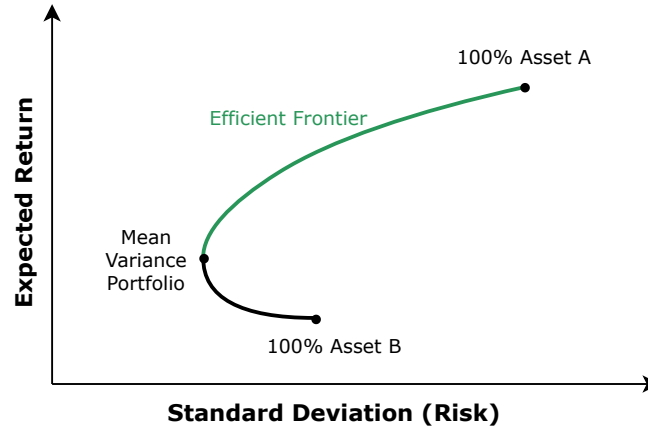 100% Asset A
Efficient Frontier
Expected Return
Mean
Variance
Portfolio
100% Asset B
Standard Deviation (Risk)